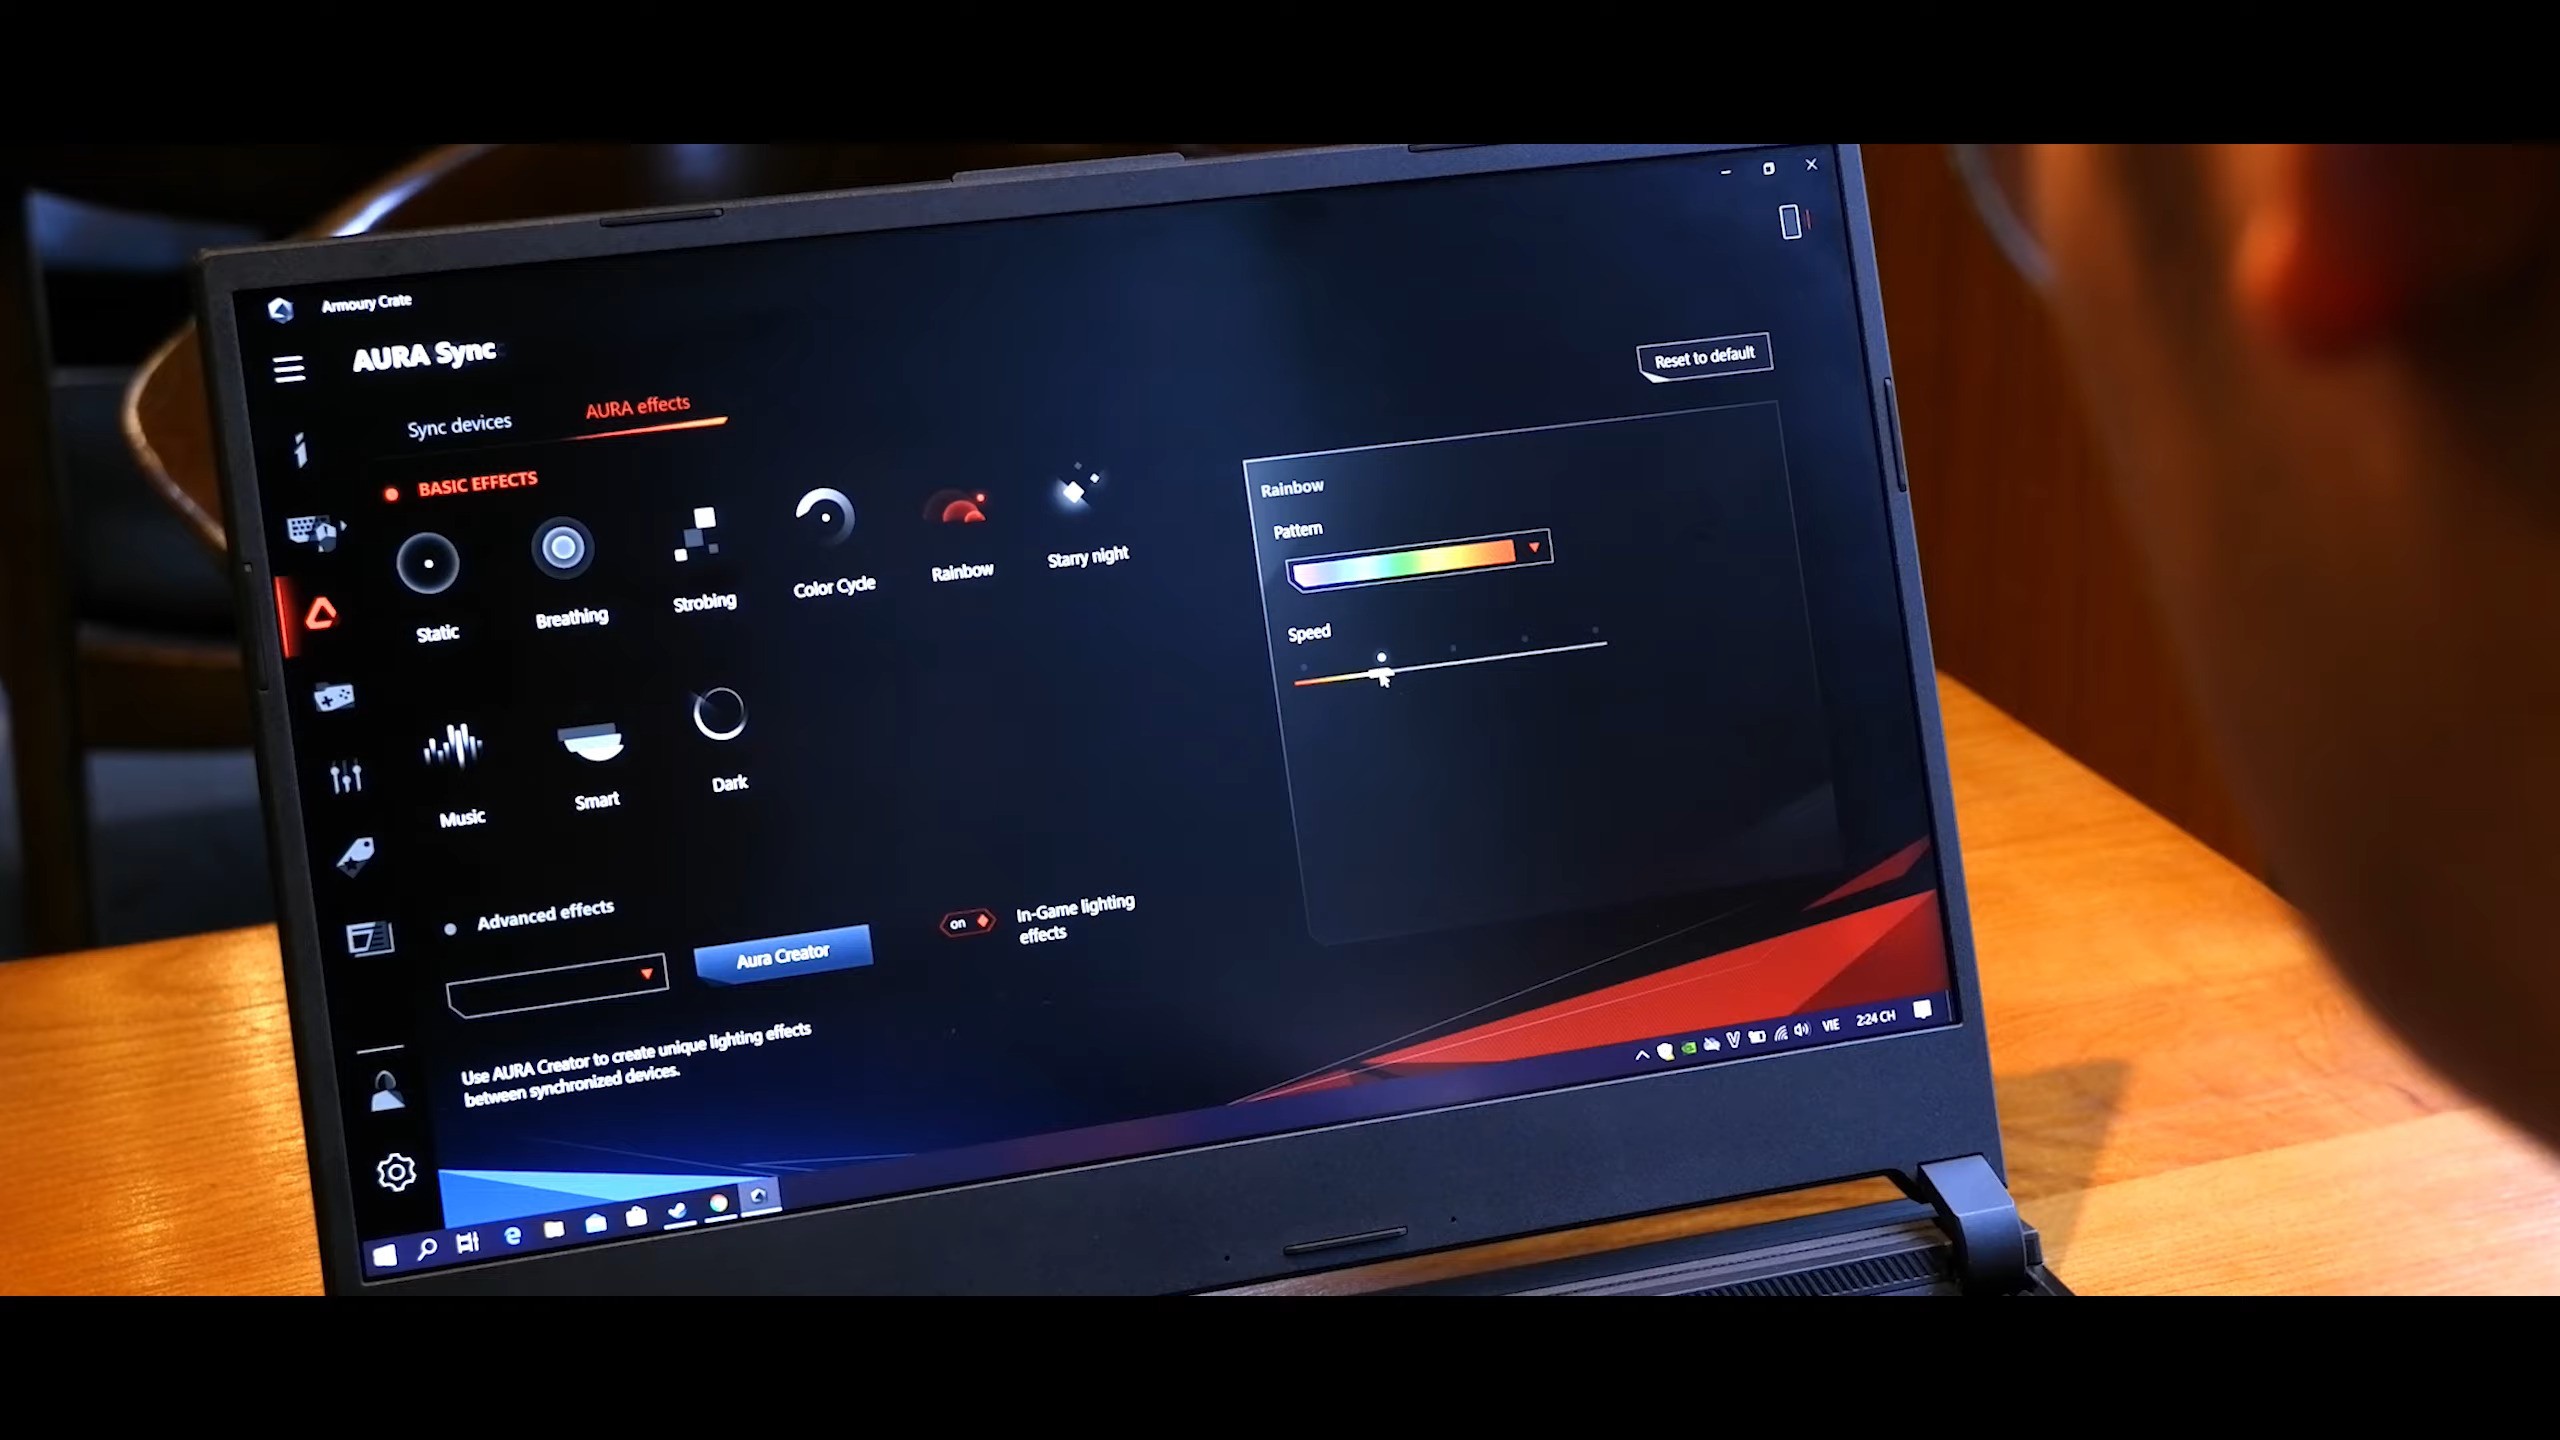 Armoury Crate
AURA Sync
Reset to default
Sync devices
AURA effects
BASIC EFFECTS
Static
Breathing
Strobing
Color Cycle
Rainbow
Starry night
Music
Smart
Dark
Rainbow
Pattern
Speed
Advanced effects
Aura Creator
on
In-Game lighting
effects
Use AURA Creator to create unique lighting effects
between synchronized devices.
VIE
2:24 CH